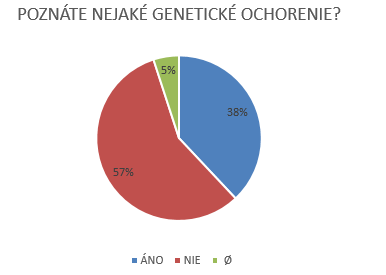 POZNÁTE NEJAKÉ GENETICKÉ OCHORENIE?
5%
38%
57%
ÁNO NIE Ø